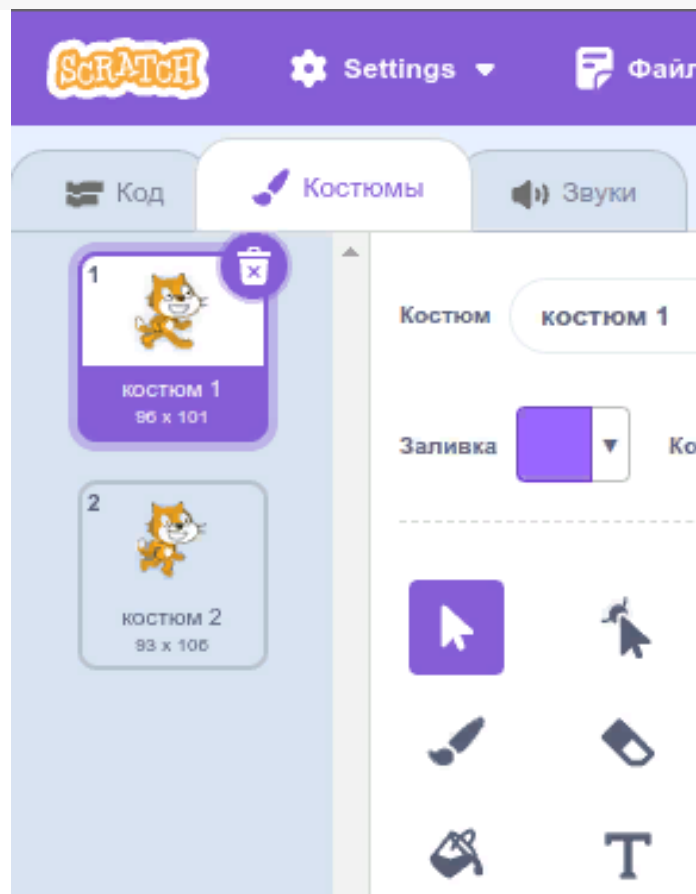 SCRATCH Settings Файл
Код Костюмы Звуки
1
костюм 1
96 x 101
2
костюм 2
93 x 106
Костюм костюм 1
Заливка Ко
T